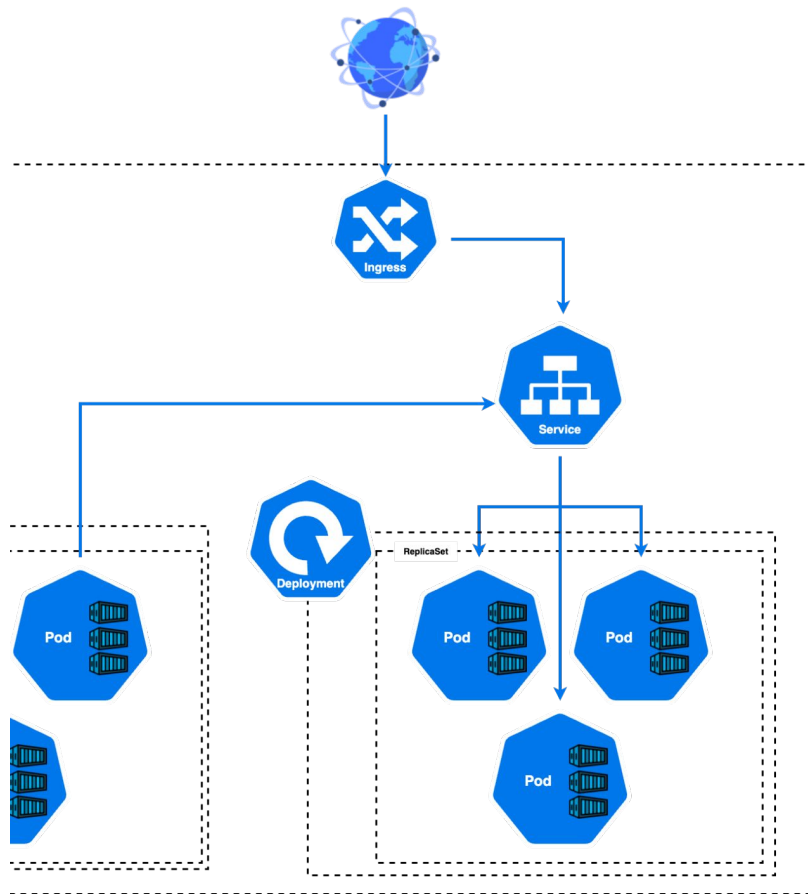 Ingress
Service
Deployment
ReplicaSet
Pod
Pod
Pod
Pod